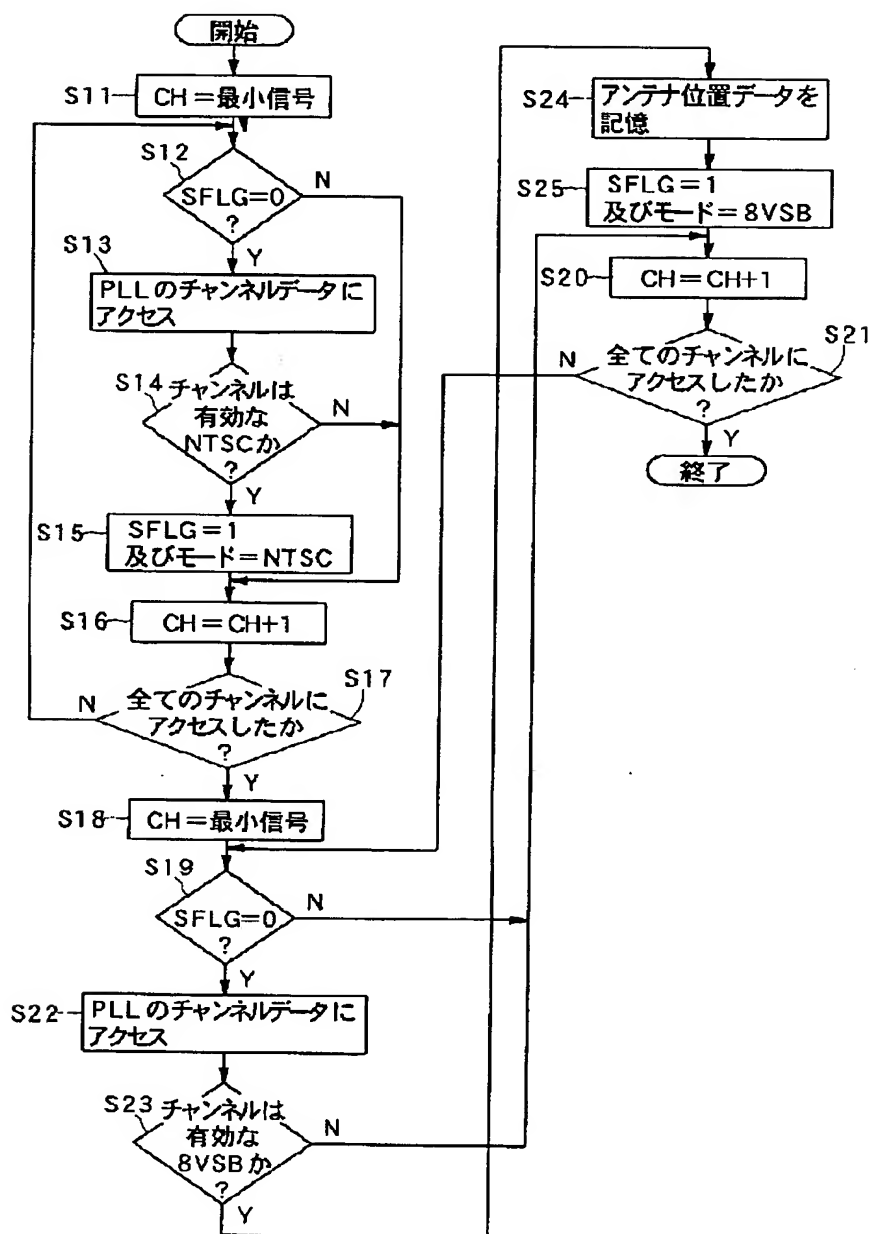 開始
S11
CH=最小信号
S12
SFLG=0
?
N
Y
S13
PLLのチャンネルデータに
アクセス
S14
チャンネルは
有効な
NTSCか
?
N
Y
S15
SFLG=1
及びモード=NTSC
S16
CH=CH+1
S17
全てのチャンネルに
アクセスしたか
?
N
Y
S18
CH=最小信号
S19
SFLG=0
?
N
Y
S22
PLLのチャンネルデータに
アクセス
S23
チャンネルは
有効な
8VSBか
?
N
Y
S24
アンテナ位置データを
記憶
S25
SFLG=1
及びモード=8VSB
S20
CH=CH+1
S21
全てのチャンネルに
アクセスしたか
?
N
Y
終了